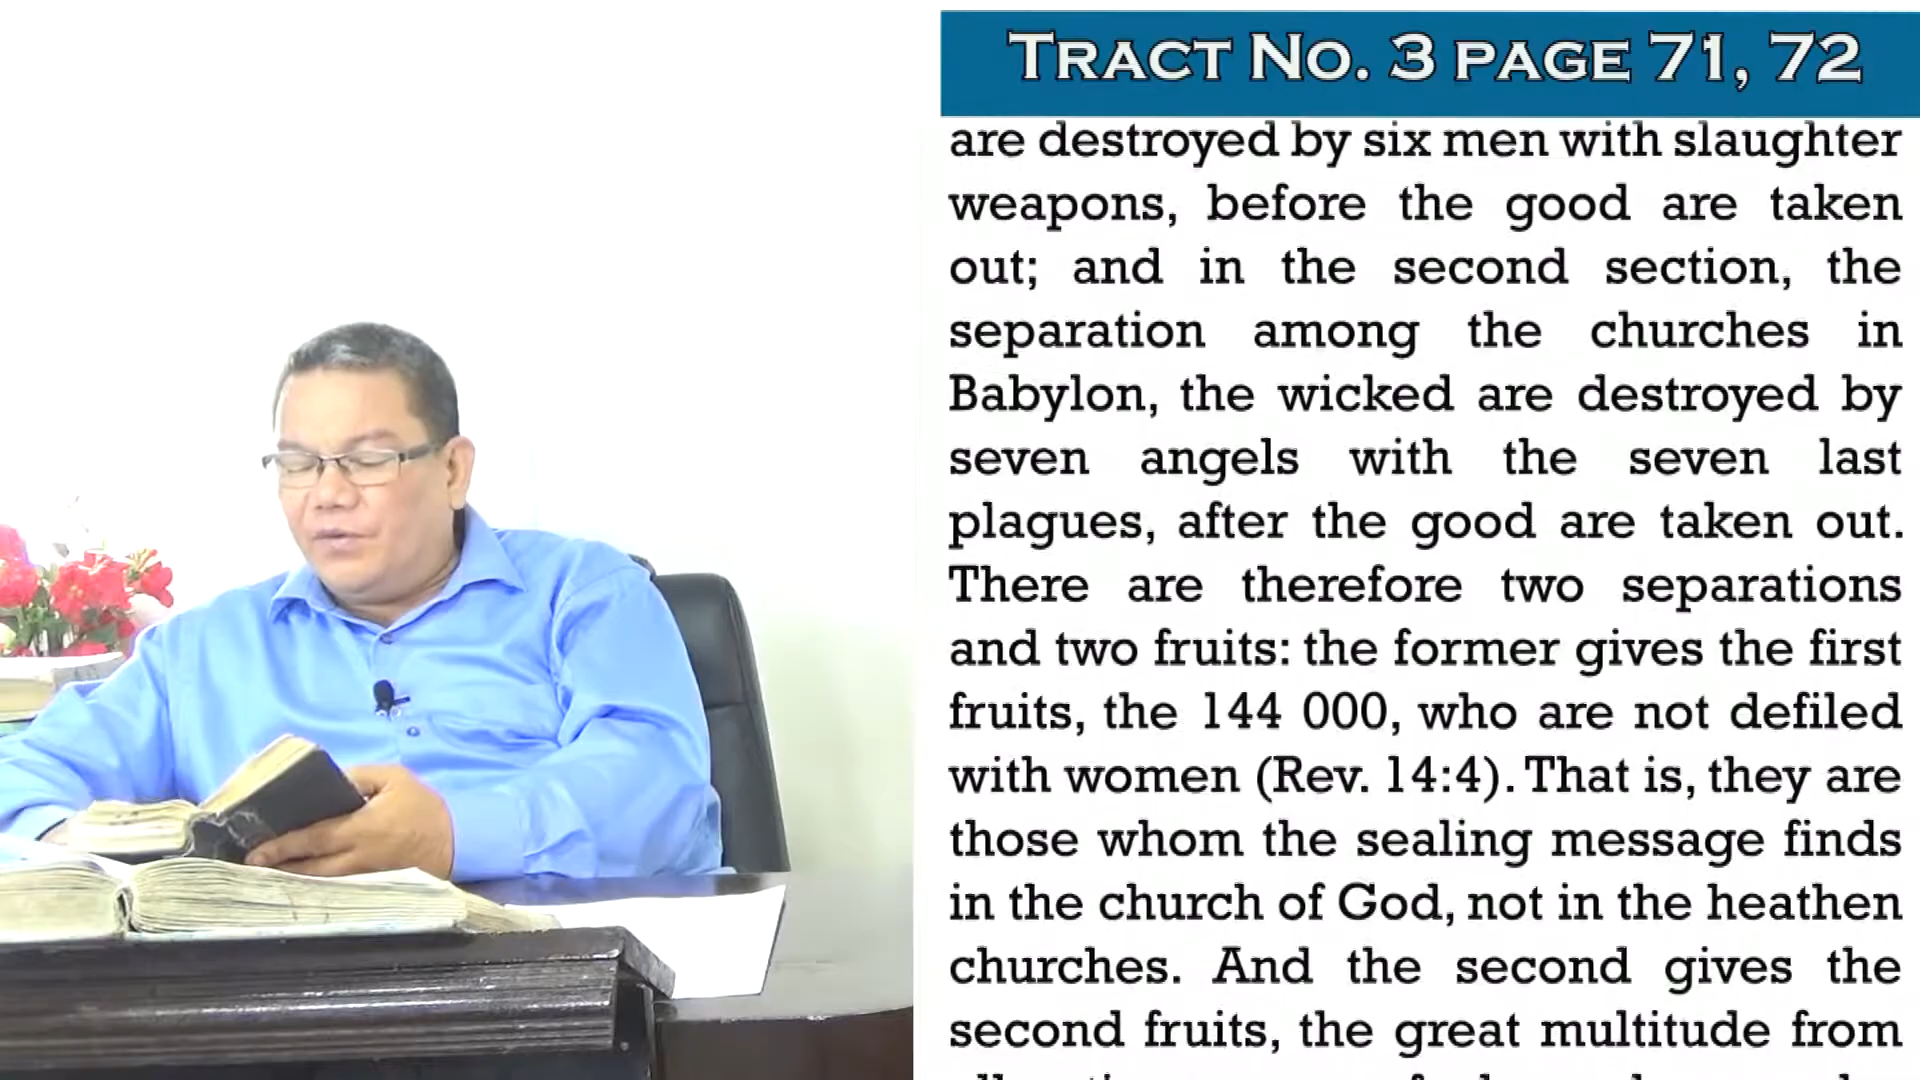 TRACT NO. 3 PAGE 71, 72
are destroyed by six men with slaughter
weapons, before the good are taken
out; and in the second section, the
separation among the churches in
Babylon, the wicked are destroyed by
seven angels with the seven last
plagues, after the good are taken out.
There are therefore two separations
and two fruits: the former gives the first
fruits, the 144 000, who are not defiled
with women (Rev. 14:4). That is, they are
those whom the sealing message finds
in the church of God, not in the heathen
churches. And the second gives the
second fruits, the great multitude from